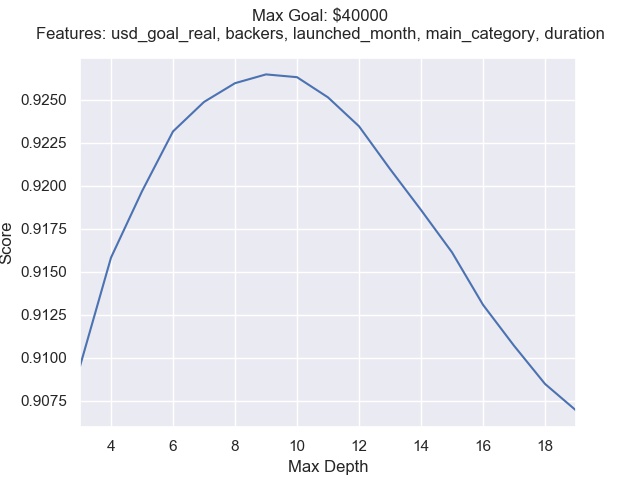 Max Goal: $40000
Features: usd_goal_real, backers, launched_month, main_category, duration
0.9250
0.9225
0.9200
0.9175
0.9150
0.9125
0.9100
0.9075
Score
4 6 8 10 12 14 16 18
Max Depth